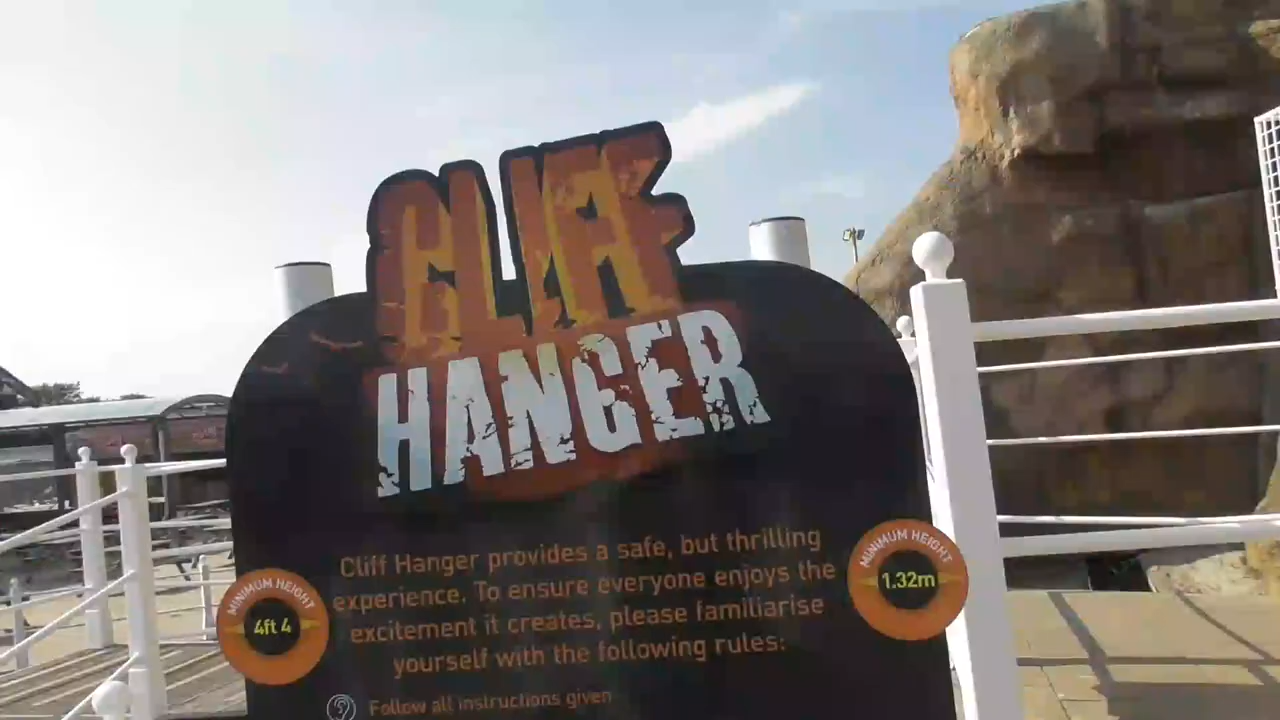 CLIFF
HANGER
Cliff Hanger provides a safe, but thrilling
experience. To ensure everyone enjoys the
excitement it creates, please familiarise
yourself with the following rules:
MINIMUM HEIGHT
4ft 4
MINIMUM HEIGHT
1.32m
Follow all instructions given